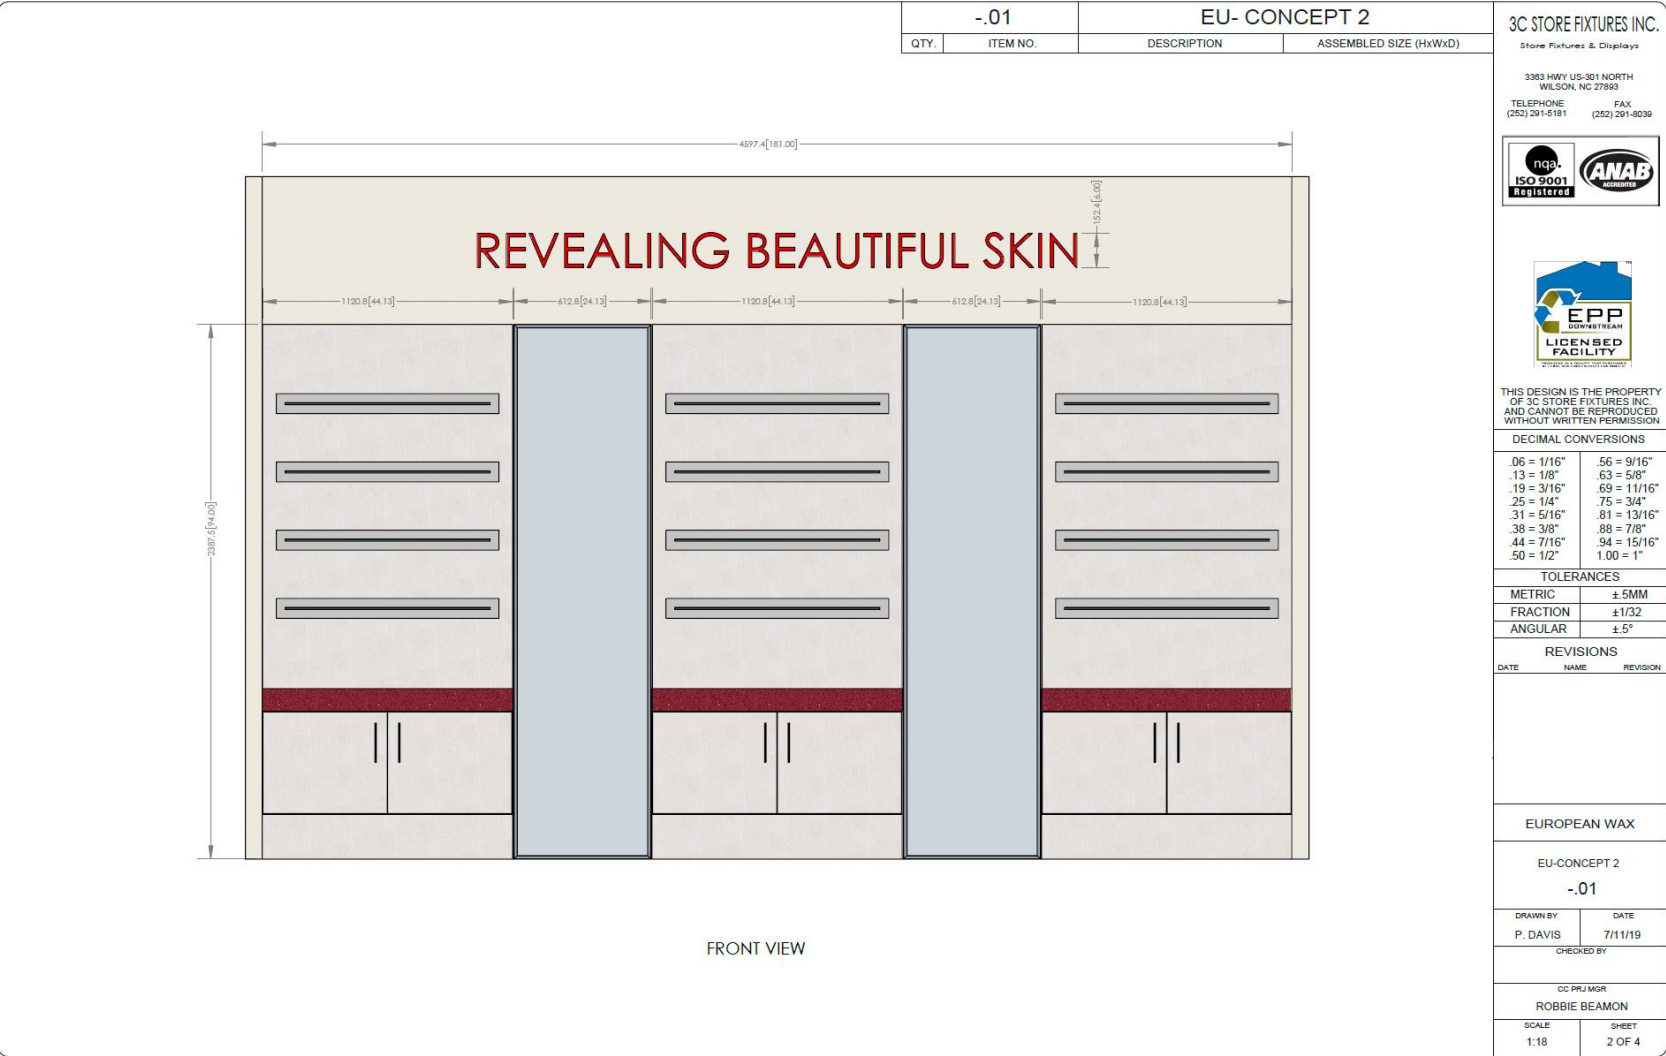 -.01
EU- CONCEPT 2
QTY.
ITEM NO.
DESCRIPTION
ASSEMBLED SIZE (HxWxD)
3C STORE FIXTURES INC.
Store Fixtures & Displays
3363 HWY US-301 NORTH
WILSON, NC 27893
TELEPHONE
(252) 291-5181
FAX
(252) 291-8039
nqa.
ISO 9001
Registered
ANAB
ACCREDITED
EPP
DOWNSTREAM
LICENSED
FACILITY
THIS DESIGN IS THE PROPERTY
OF 3C STORE FIXTURES INC.
AND CANNOT BE REPRODUCED
WITHOUT WRITTEN PERMISSION
DECIMAL CONVERSIONS
.06 = 1/16"
.13 = 1/8"
.19 = 3/16"
.25 = 1/4"
.31 = 5/16"
.38 = 3/8"
.44 = 7/16"
.50 = 1/2"
.56 = 9/16"
.63 = 5/8"
.69 = 11/16"
.75 = 3/4"
.81 = 13/16"
.88 = 7/8"
.94 = 15/16"
1.00 = 1"
TOLERANCES
METRIC ±.5MM
FRACTION ±1/32
ANGULAR ±.5°
REVISIONS
DATE NAME REVISION
EUROPEAN WAX
EU-CONCEPT 2
-.01
DRAWN BY
P. DAVIS
DATE
7/11/19
CHECKED BY
CC PRJ MGR
ROBBIE BEAMON
SCALE
1:18
SHEET
2 OF 4
4597.4[181.00]
152.4[6.00]
REVEALING BEAUTIFUL SKIN
1120.8[44.13]
612.8[24.13]
1120.8[44.13]
612.8[24.13]
1120.8[44.13]
2387.5[94.00]
FRONT VIEW